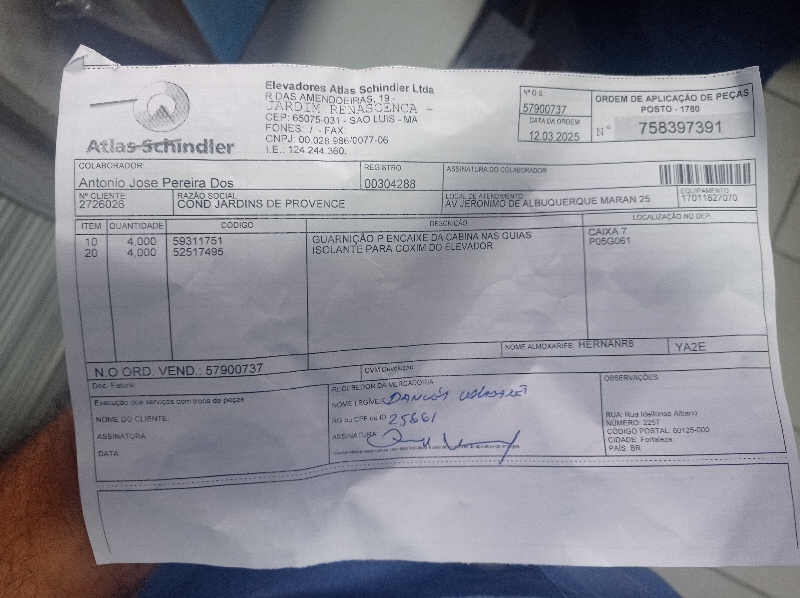 Atlas Schindler
Elevadores Atlas Schindler Ltda
R.DAS AMENDOEIRAS, 19 -
JARDIM RENASCENCA -
CEP: 65075-031 - SAO LUIS - MA
FONES: / - FAX:
CNPJ: 00.028.986/0077-06
I.E.: 124.244.360.
Nº O.S.
57900737
DATA DA ORDEM
12.03.2025
ORDEM DE APLICAÇÃO DE PEÇAS
POSTO - 1780
N° 758397391
COLABORADOR:
Antonio Jose Pereira Dos
REGISTRO
00304288
ASSINATURA DO COLABORADOR
Nº CLIENTE
2726026
RAZÃO SOCIAL
COND JARDINS DE PROVENCE
LOCAL DE ATENDIMENTO
AV JERONIMO DE ALBUQUERQUE MARAN 25
EQUIPAMENTO
17011827070
ITEM QUANTIDADE CODIGO DESCRIÇÃO LOCALIZAÇÃO NO DEP.
10 4,000 59311751 GUARNIÇÃO P ENCAIXE DA CABINA NAS GUIAS CAIXA 7
20 4,000 52517495 ISOLANTE PARA COXIM DO ELEVADOR P05G061
NOME ALMOXARIFE: HERNANRB YA2E
N.O ORD. VEND.: 57900737
OVM Devolução
Doc. Fatura:
Execução dos serviços com troca de peças
NOME DO CLIENTE:
ASSINATURA:
DATA:
RECEBEDOR DA MERCADORIA
NOME LEGÍVEL:
RG ou CPF ou ID 25661
ASSINATURA:
OBSERVAÇÕES:
RUA: Rua Idelfonso Albano
NÚMERO: 2257
CÓDIGO POSTAL: 60125-000
CIDADE: Fortaleza
PAÍS: BR